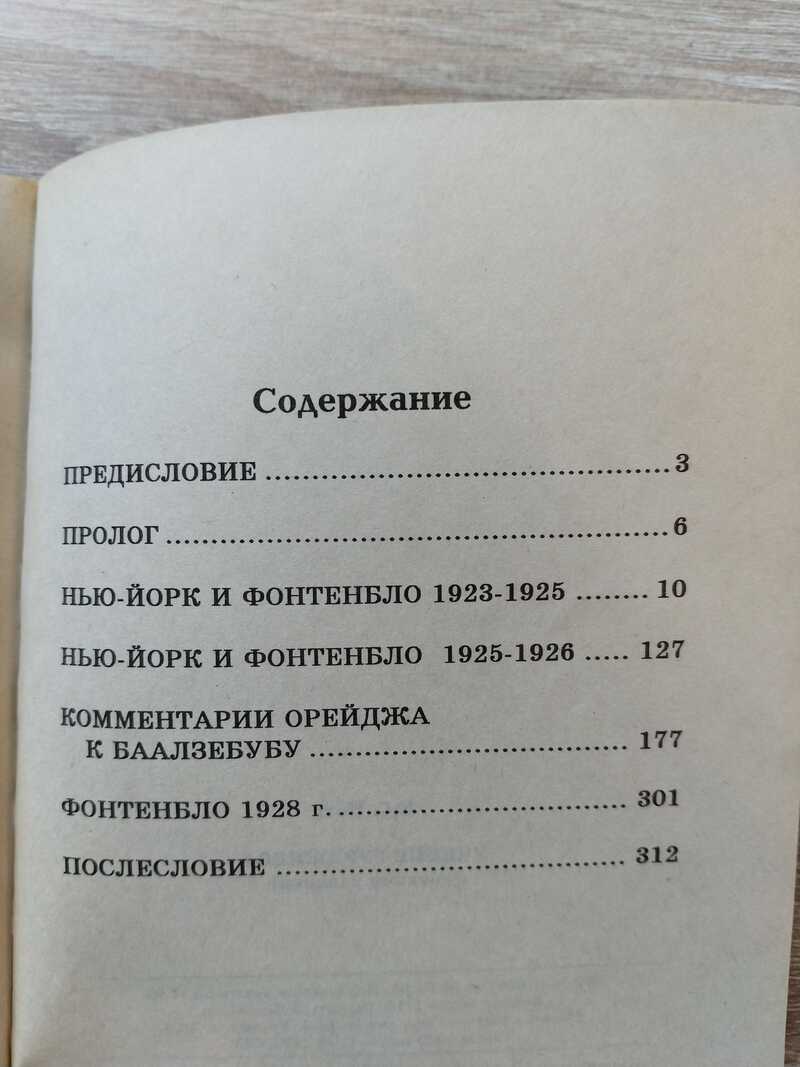 Содержание
ПРЕДИСЛОВИЕ ............................................. 3
ПРОЛОГ ...................................................... 6
НЬЮ-ЙОРК И ФОНТЕНБЛО 1923-1925 ........ 10
НЬЮ-ЙОРК И ФОНТЕНБЛО 1925-1926 ..... 127
КОММЕНТАРИИ ОРЕЙДЖА
К БААЛЗЕБУБУ .................................. 177
ФОНТЕНБЛО 1928 г. ................................ 301
ПОСЛЕСЛОВИЕ ...................................... 312